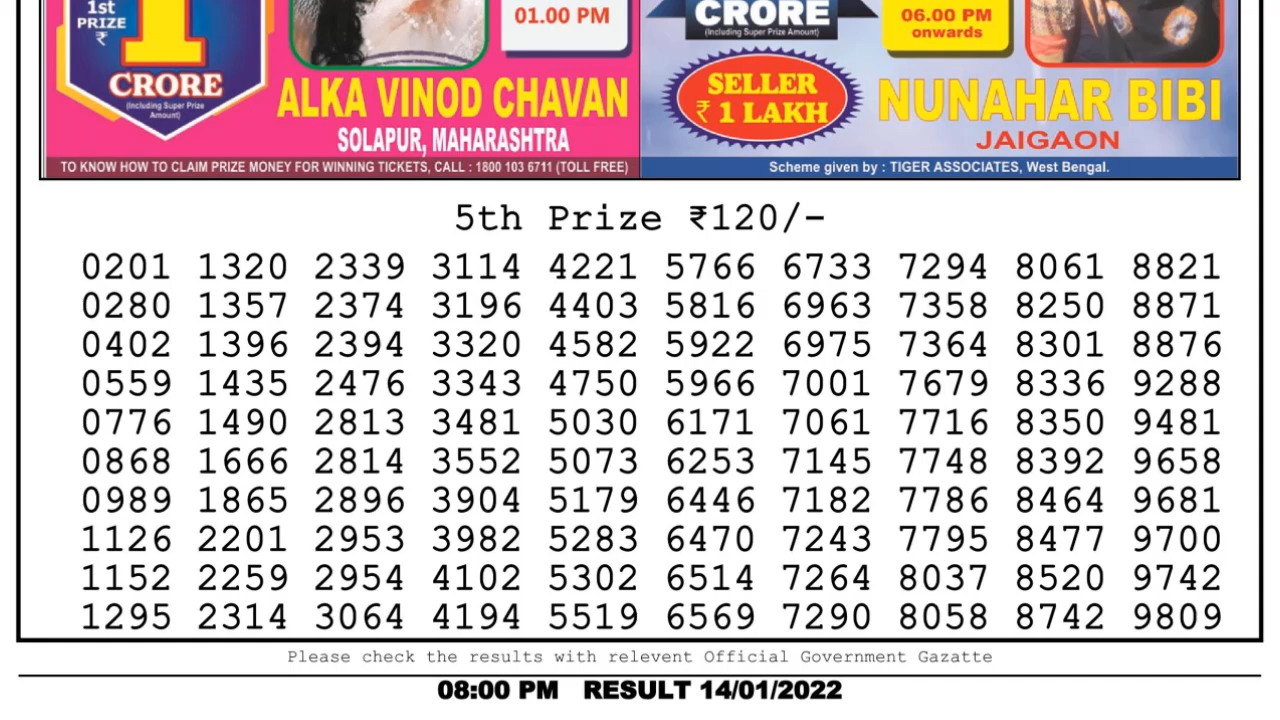 1st
PRIZE
₹
1
CRORE
(Including Super Prize
Amount)
01.00 PM
ALKA VINOD CHAVAN
SOLAPUR, MAHARASHTRA
TO KNOW HOW TO CLAIM PRIZE MONEY FOR WINNING TICKETS, CALL : 1800 103 6711 (TOLL FREE)
CRORE
(Including Super Prize Amount)
06.00 PM
onwards
SELLER
₹ 1 LAKH
NUNAHAR BIBI
JAIGAON
Scheme given by : TIGER ASSOCIATES, West Bengal.
5th Prize ₹120/-
0201 1320 2339 3114 4221 5766 6733 7294 8061 8821
0280 1357 2374 3196 4403 5816 6963 7358 8250 8871
0402 1396 2394 3320 4582 5922 6975 7364 8301 8876
0559 1435 2476 3343 4750 5966 7001 7679 8336 9288
0776 1490 2813 3481 5030 6171 7061 7716 8350 9481
0868 1666 2814 3552 5073 6253 7145 7748 8392 9658
0989 1865 2896 3904 5179 6446 7182 7786 8464 9681
1126 2201 2953 3982 5283 6470 7243 7795 8477 9700
1152 2259 2954 4102 5302 6514 7264 8037 8520 9742
1295 2314 3064 4194 5519 6569 7290 8058 8742 9809
Please check the results with relevent Official Government Gazatte
08:00 PM RESULT 14/01/2022